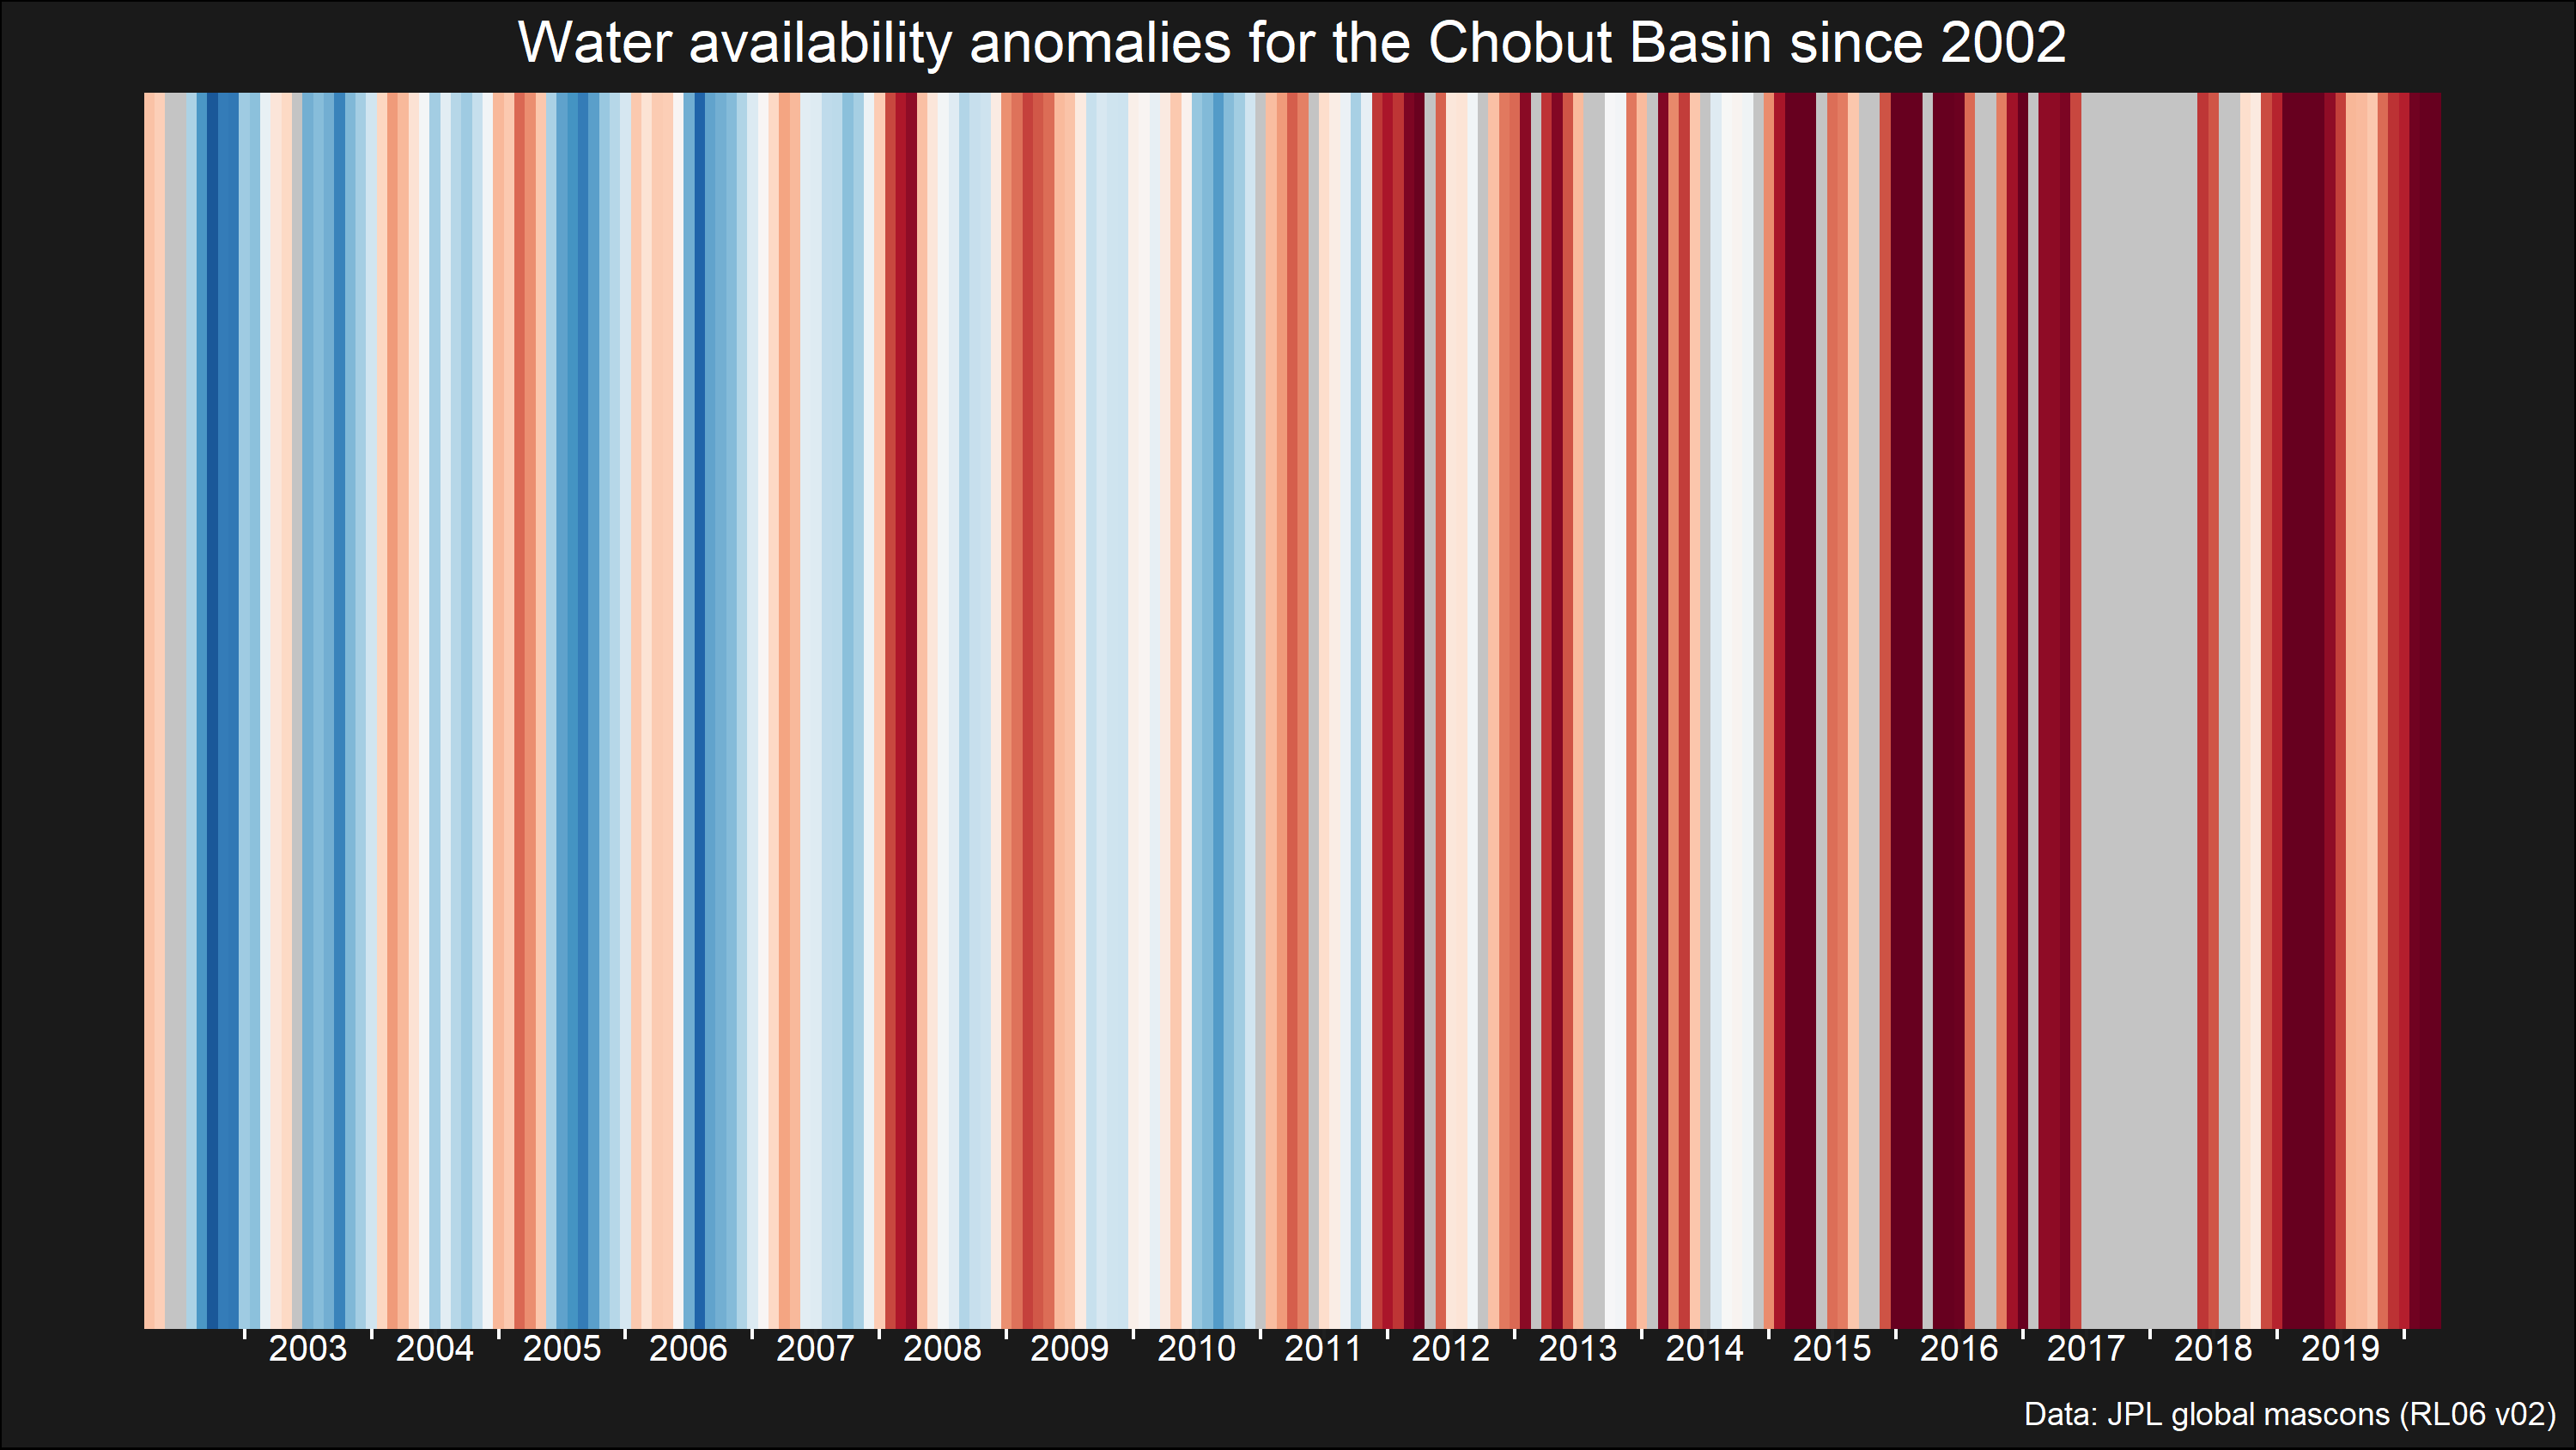 Water availability anomalies for the Chobut Basin since 2002
2003 2004 2005 2006 2007 2008 2009 2010 2011 2012 2013 2014 2015 2016 2017 2018 2019
Data: JPL global mascons (RL06 v02)